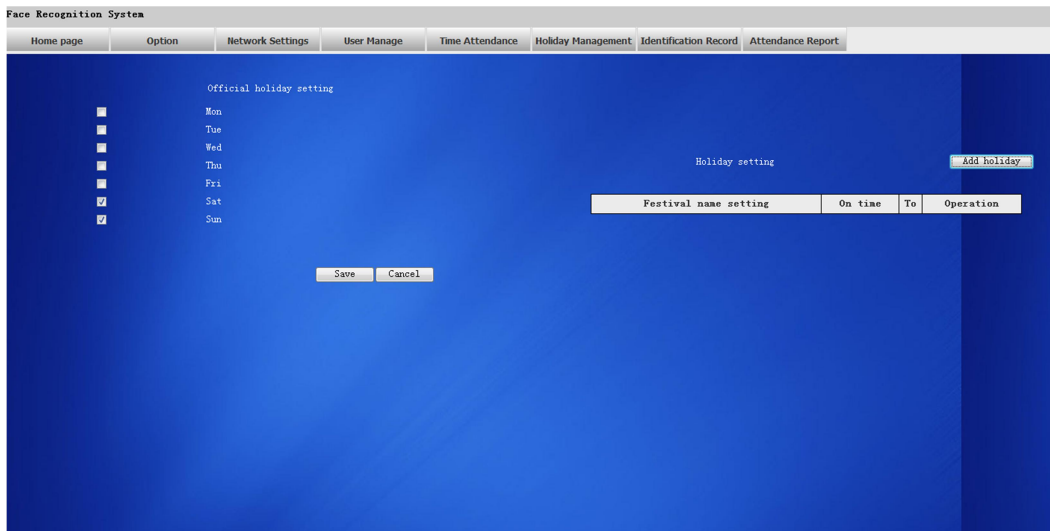 Face Recognition System
Home page Option Network Settings User Manage Time Attendance Holiday Management Identification Record Attendance Report
Official holiday setting
Mon
Tue
Wed
Thu
Fri
Sat
Sun
Save Cancel
Holiday setting Add holiday
Festival name setting On time To Operation